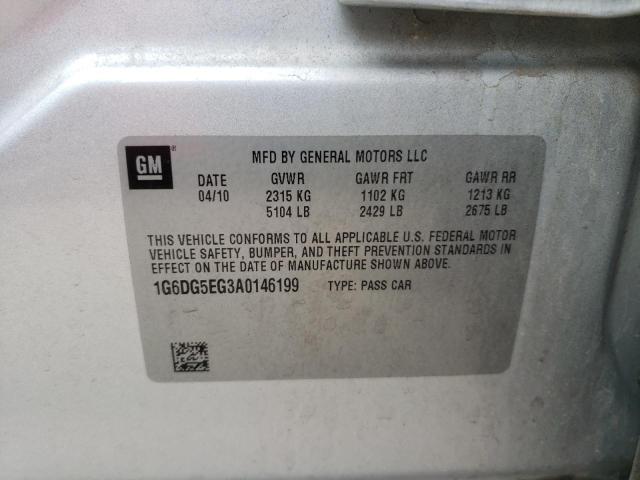 GM ®
MFD BY GENERAL MOTORS LLC
DATE GVWR GAWR FRT GAWR RR
04/10 2315 KG 1102 KG 1213 KG
5104 LB 2429 LB 2675 LB
THIS VEHICLE CONFORMS TO ALL APPLICABLE U.S. FEDERAL MOTOR
VEHICLE SAFETY, BUMPER, AND THEFT PREVENTION STANDARDS IN
EFFECT ON THE DATE OF MANUFACTURE SHOWN ABOVE.
1G6DG5EG3A0146199 TYPE: PASS CAR